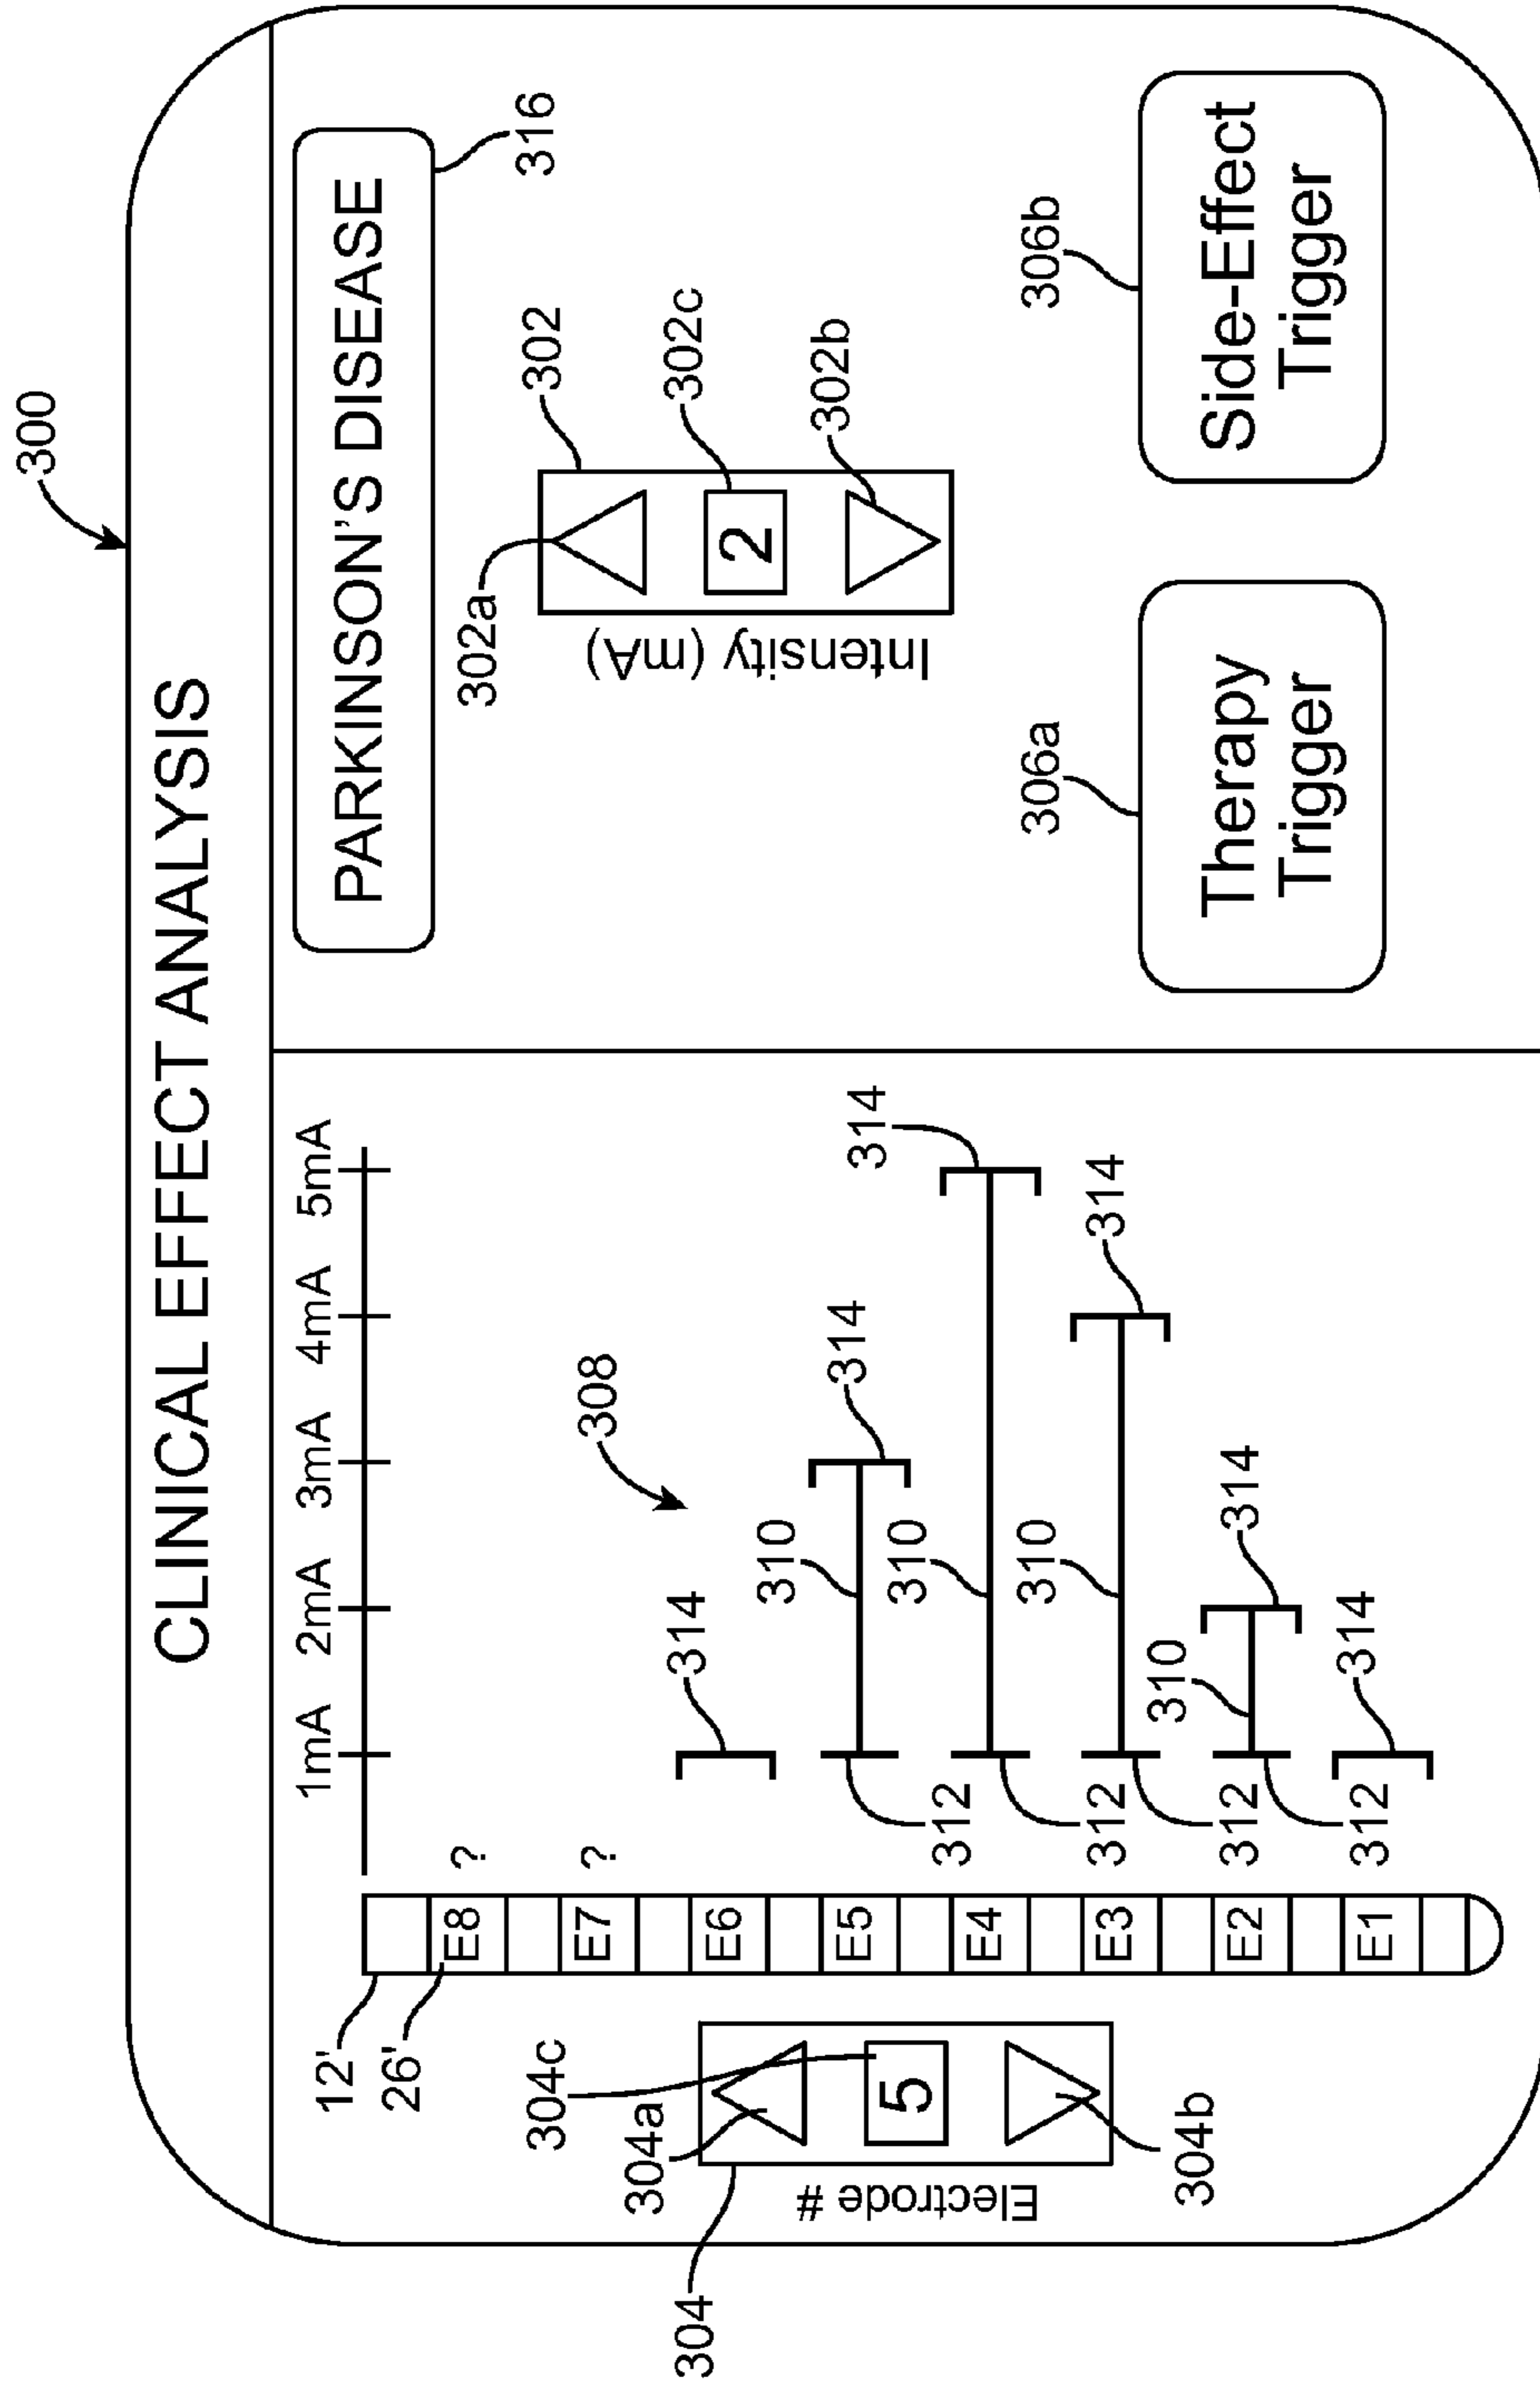 300
CLINICAL EFFECT ANALYSIS
PARKINSON'S DISEASE
316
1mA 2mA 3mA 4mA 5mA
12'
26'
E8 ?
E7 ?
E6
E5
E4
E3
E2
E1
304
304a
304c
304b
Electrode #
5
308
314
310
314
310
314
310
314
310
314
314
312
312
312
312
302a
302
302c
302b
Intensity (mA)
2
306a
Therapy
Trigger
306b
Side-Effect
Trigger